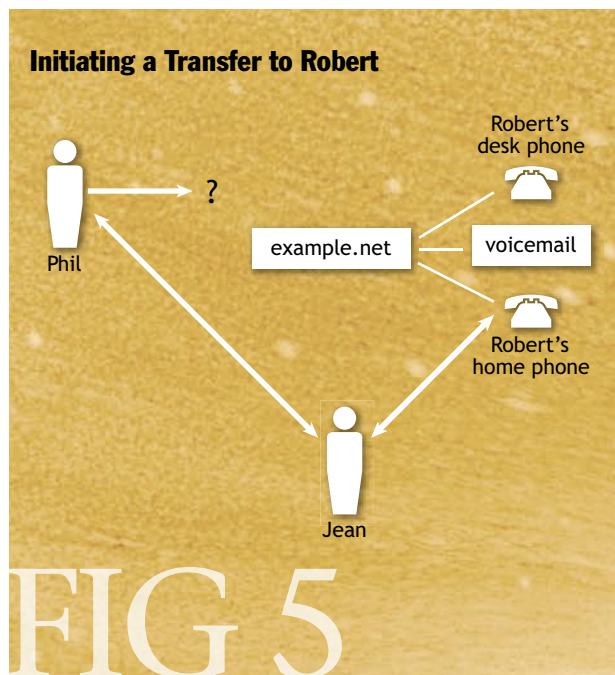 Initiating a Transfer to Robert
Robert's
desk phone
?
example.net
voicemail
Phil
Robert's
home phone
Jean
FIG 5